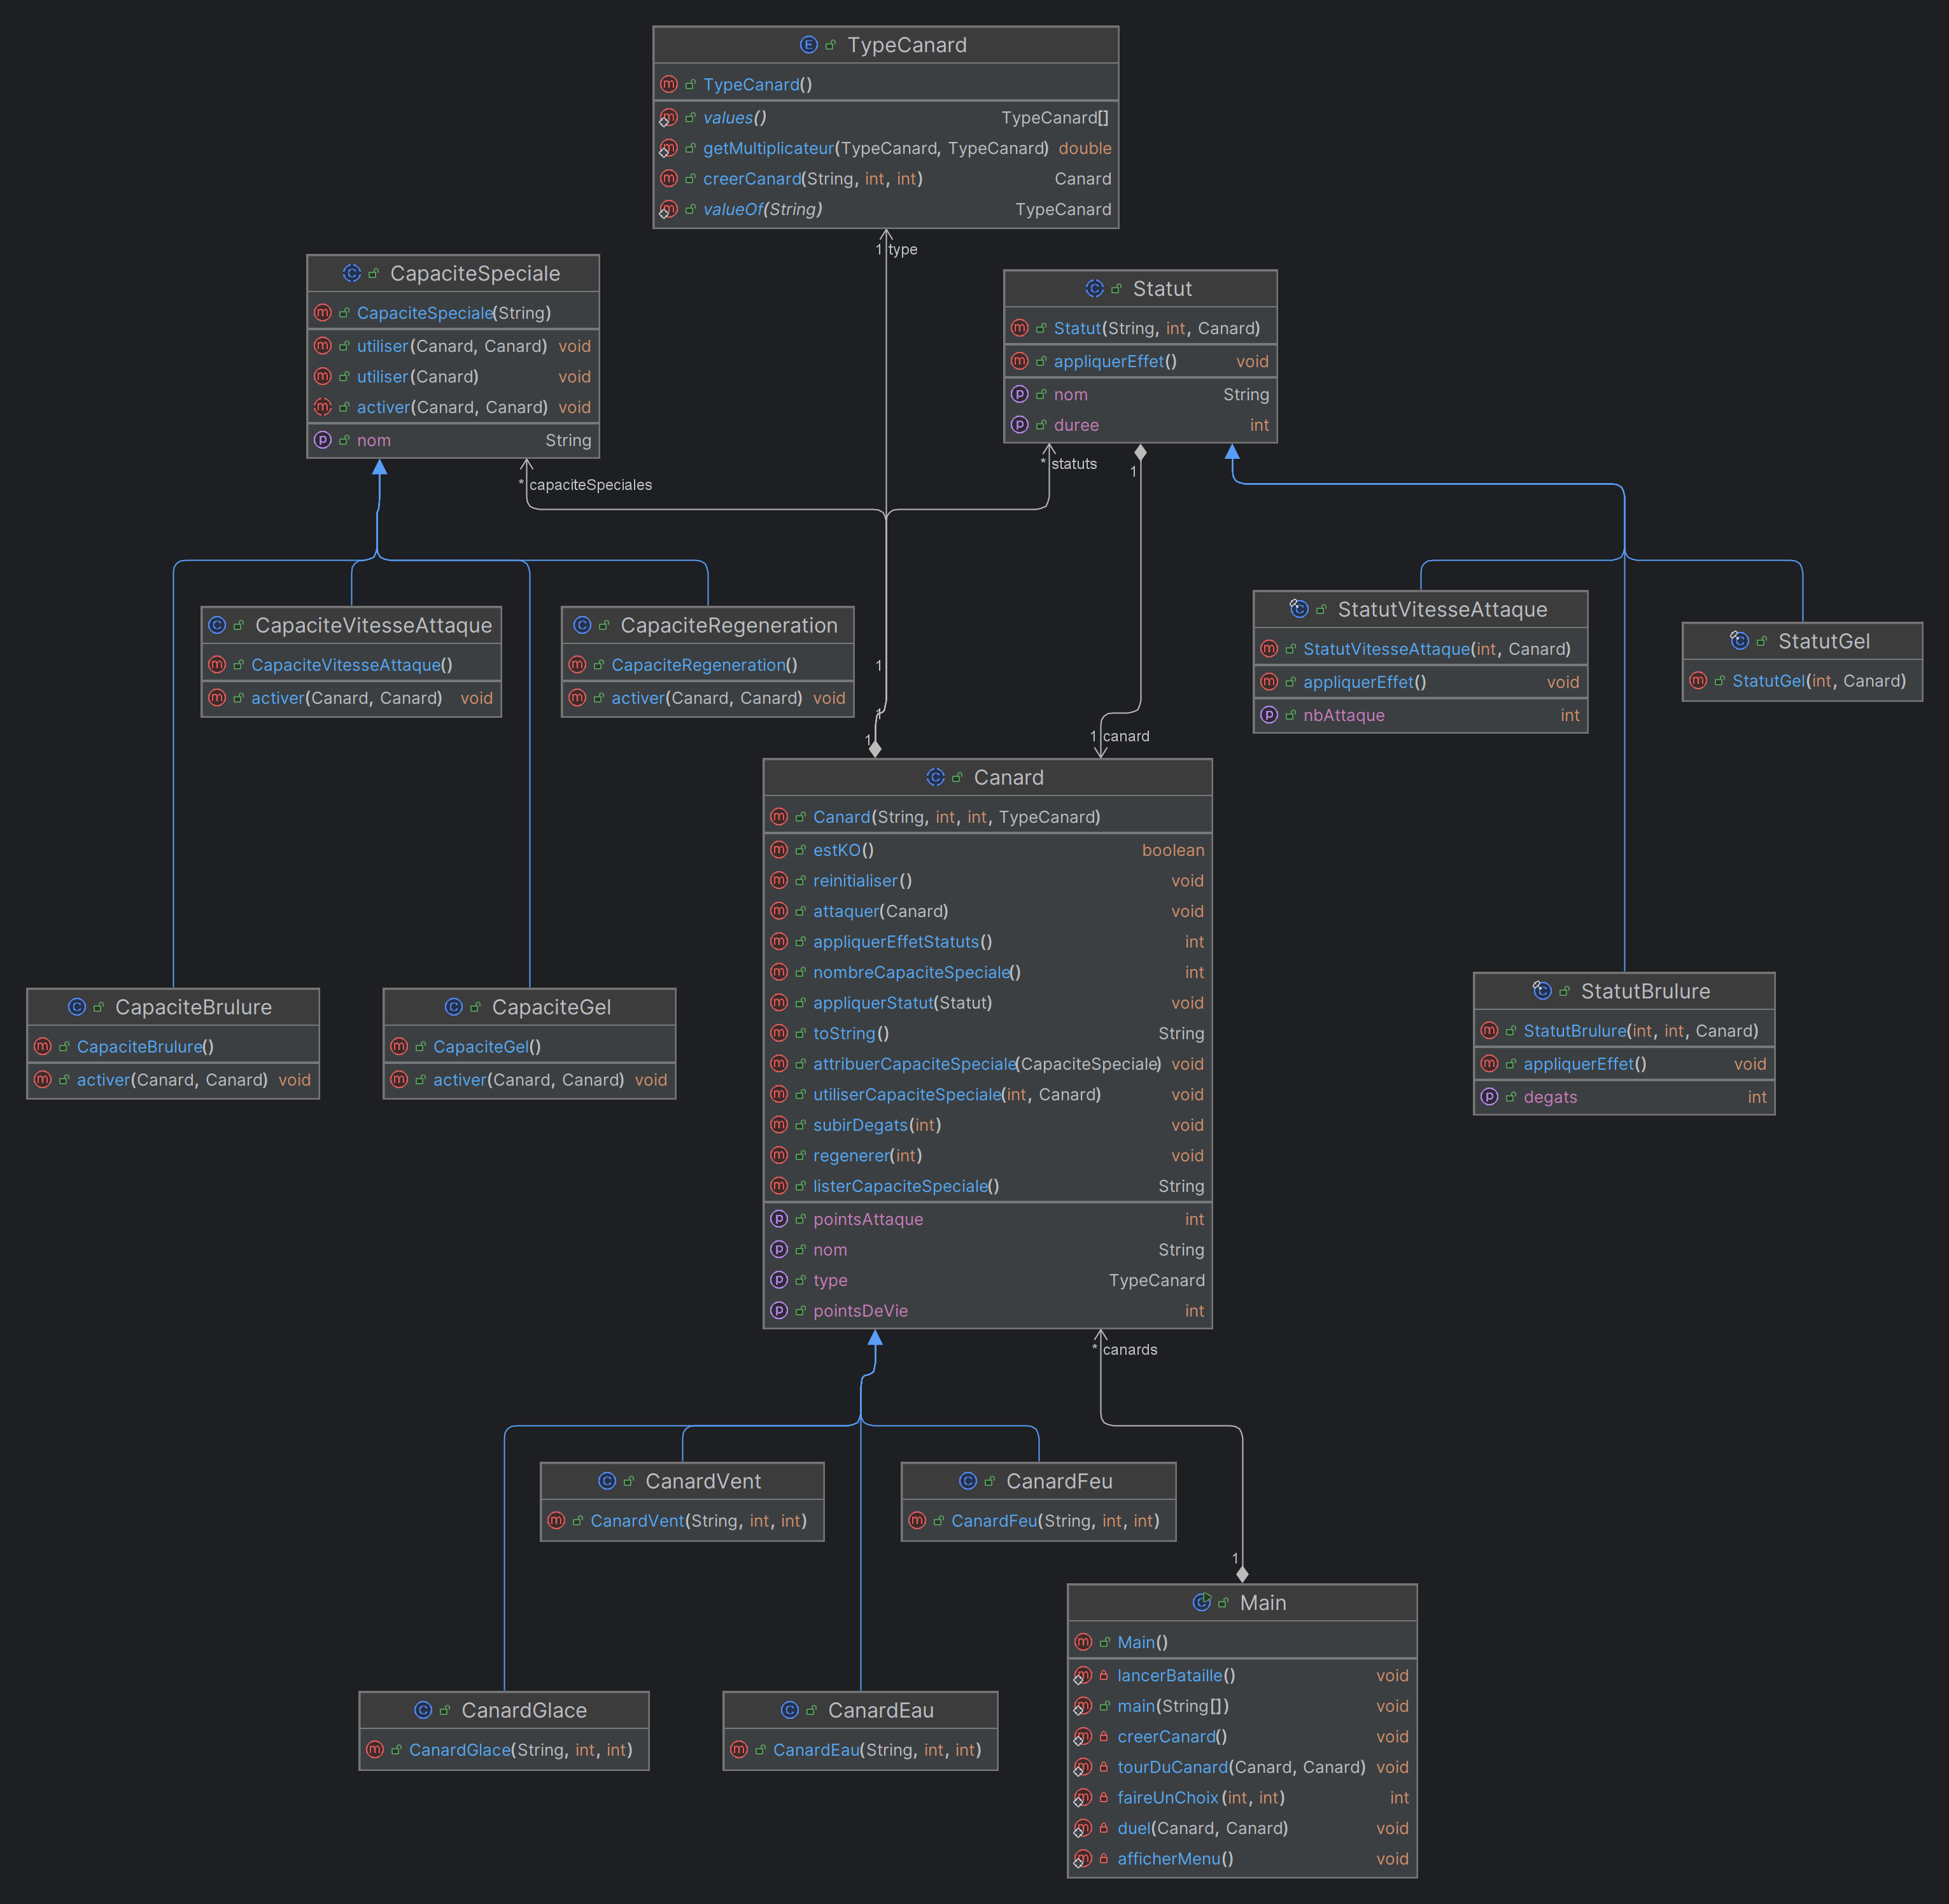 TypeCanard
TypeCanard()
values() TypeCanard[]
getMultiplicateur(TypeCanard, TypeCanard) double
creerCanard(String, int, int) Canard
valueOf(String) TypeCanard
1 type
CapaciteSpeciale
CapaciteSpeciale(String)
utiliser(Canard, Canard) void
utiliser(Canard) void
activer(Canard, Canard) void
nom String
* capaciteSpeciales
Statut
Statut(String, int, Canard)
appliquerEffet() void
nom String
duree int
* statuts
1
CapaciteVitesseAttaque
CapaciteVitesseAttaque()
activer(Canard, Canard) void
CapaciteRegeneration
CapaciteRegeneration()
activer(Canard, Canard) void
StatutVitesseAttaque
StatutVitesseAttaque(int, Canard)
appliquerEffet() void
nbAttaque int
StatutGel
StatutGel(int, Canard)
1
1
1
1 canard
Canard
Canard(String, int, int, TypeCanard)
estKO() boolean
reinitialiser() void
attaquer(Canard) void
appliquerEffetStatuts() int
nombreCapaciteSpeciale() int
appliquerStatut(Statut) void
toString() String
attribuerCapaciteSpeciale(CapaciteSpeciale) void
utiliserCapaciteSpeciale(int, Canard) void
subirDegats(int) void
regenerer(int) void
listerCapaciteSpeciale() String
pointsAttaque int
nom String
type TypeCanard
pointsDeVie int
* canards
CapaciteBrulure
CapaciteBrulure()
activer(Canard, Canard) void
CapaciteGel
CapaciteGel()
activer(Canard, Canard) void
StatutBrulure
StatutBrulure(int, int, Canard)
appliquerEffet() void
degats int
CanardVent
CanardVent(String, int, int)
CanardFeu
CanardFeu(String, int, int)
1
CanardGlace
CanardGlace(String, int, int)
CanardEau
CanardEau(String, int, int)
Main
Main()
lancerBataille() void
main(String[]) void
creerCanard() void
tourDuCanard(Canard, Canard) void
faireUnChoix(int, int) int
duel(Canard, Canard) void
afficherMenu() void